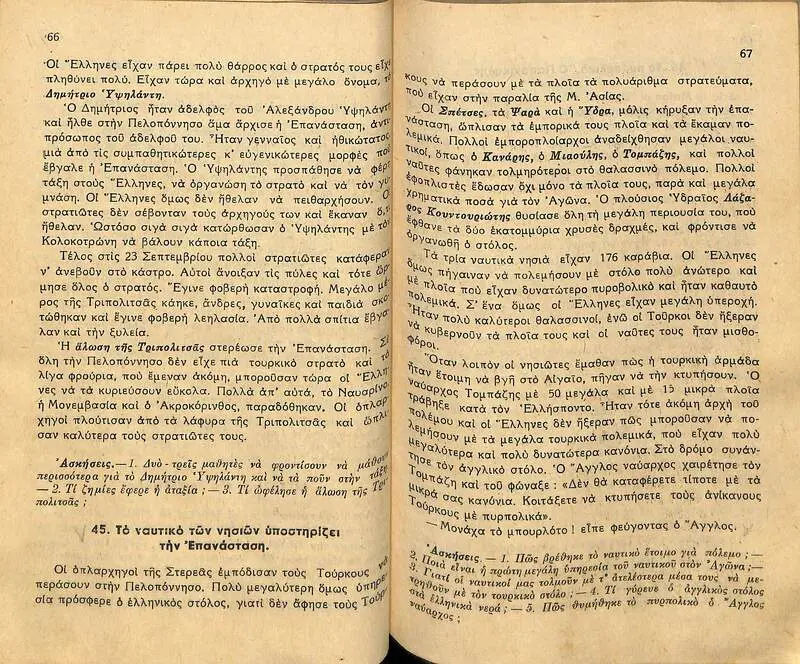 66
Οἱ Ἕλληνες εἶχαν πάρει πολὺ θάρρος καὶ ὁ στρατός τους εἶχε
πληθύνει πολύ. Εἶχαν τώρα καὶ ἀρχηγὸ μὲ μεγάλο ὄνομα, τὸ
Δημήτριο Ὑψηλάντη.
Ὁ Δημήτριος ἦταν ἀδελφὸς τοῦ Ἀλεξάνδρου Ὑψηλάντη
καὶ ἦλθε στὴν Πελοπόννησο ἅμα ἄρχισε ἡ Ἐπανάσταση, ἀντι-
πρόσωπος τοῦ ἀδελφοῦ του. Ἦταν γενναῖος καὶ ἠθικώτατος
μιὰ ἀπὸ τὶς συμπαθητικώτερες κ' εὐγενικώτερες μορφὲς ποὺ
ἔβγαλε ἡ Ἐπανάσταση. Ὁ Ὑψηλάντης προσπάθησε νὰ φέρη
τάξη στοὺς Ἕλληνες, νὰ ὀργανώση τὸ στρατὸ καὶ νὰ τὸν γυ-
μνάση. Οἱ Ἕλληνες ὅμως δὲν ἤθελαν νὰ πειθαρχήσουν. Οἱ
στρατιῶτες δὲν σέβονταν τοὺς ἀρχηγούς των καὶ ἔκαναν ὅ,τι
ἤθελαν. Ὡστόσο σιγὰ σιγὰ κατώρθωσαν ὁ Ὑψηλάντης μὲ τὸν
Κολοκοτρώνη νὰ βάλουν κάποια τάξη.
Τέλος στὶς 23 Σεπτεμβρίου πολλοὶ στρατιῶτες κατάφεραν
ν' ἀνεβοῦν στὸ κάστρο. Αὐτοὶ ἄνοιξαν τὶς πύλες καὶ τότε ὥρ-
μησε ὅλος ὁ στρατός. Ἔγινε φοβερὴ καταστροφή. Μεγάλο μέ-
ρος τῆς Τριπολιτσᾶς κάηκε, ἄνδρες, γυναῖκες καὶ παιδιὰ σκο-
τώθηκαν καὶ ἔγινε φοβερὴ λεηλασία. Ἀπὸ πολλὰ σπίτια ἔβγα-
λαν καὶ τὴν ξυλεία.
Ἡ ἅλωση τῆς Τριπολιτσᾶς στερέωσε τὴν Ἐπανάσταση. Σὲ
ὅλη τὴν Πελοπόννησο δὲν εἶχε πιὰ τουρκικὸ στρατὸ καὶ τὰ
λίγα φρούρια, ποὺ ἔμεναν ἀκόμη, μποροῦσαν τώρα οἱ Ἕλλη-
νες νὰ τὰ κυριεύσουν εὔκολα. Πολλὰ ἀπ' αὐτά, τὸ Ναυαρῖνο,
ἡ Μονεμβασία καὶ ὁ Ἀκροκόρινθος, παραδόθηκαν. Οἱ ὁπλαρ-
χηγοὶ πλούτισαν ἀπὸ τὰ λάφυρα τῆς Τριπολιτσᾶς καὶ ὥπλι-
σαν καλύτερα τοὺς στρατιῶτες τους.
Ἀσκήσεις.—1. Δυὸ-τρεῖς μαθητὲς νὰ φροντίσουν νὰ μάθουν
περισσότερα γιὰ τὸ Δημήτριο Ὑψηλάντη καὶ νὰ τὰ ποῦν στὴν τάξη
— 2. Τί ζημίες ἔφερε ἡ ἀταξία ; — 3. Τί ὠφέλησε ἡ ἅλωση τῆς Τρι-
πολιτσᾶς ;
45. Τὸ ναυτικὸ τῶν νησιῶν ὑποστηρίζει
τὴν Ἐπανάσταση.
Οἱ ὁπλαρχηγοὶ τῆς Στερεᾶς ἐμπόδισαν τοὺς Τούρκους νὰ
περάσουν στὴν Πελοπόννησο. Πολὺ μεγαλύτερη ὅμως ὑπηρε-
σία πρόσφερε ὁ ἑλληνικὸς στόλος, γιατὶ δὲν ἄφησε τοὺς Τούρ-
67
κους νὰ περάσουν μὲ τὰ πλοῖα τὰ πολυάριθμα στρατεύματα,
ποὺ εἶχαν στὴν παραλία τῆς Μ. Ἀσίας.
Οἱ Σπέτσες, τὰ Ψαρὰ καὶ ἡ Ὕδρα, μόλις κήρυξαν τὴν ἐπα-
νάσταση, ὥπλισαν τὰ ἐμπορικά τους πλοῖα καὶ τὰ ἔκαμαν πο-
λεμικά. Πολλοὶ ἐμποροπλοίαρχοι ἀναδείχθησαν μεγάλοι ναυ-
τικοί, ὅπως ὁ Κανάρης, ὁ Μιαούλης, ὁ Τομπάζης, καὶ πολλοὶ
ναῦτες φάνηκαν τολμηρότεροι στὸ θαλασσινὸ πόλεμο. Πολλοὶ
ἐφοπλιστὲς ἔδωσαν ὄχι μόνο τὰ πλοῖα τους, παρὰ καὶ μεγάλα
χρηματικὰ ποσὰ γιὰ τὸν Ἀγῶνα. Ὁ πλούσιος Ὑδραῖος Λάζα-
ρος Κουντουριώτης θυσίασε ὅλη τὴ μεγάλη περιουσία του, ποὺ
ἔφθανε τὰ δύο ἑκατομμύρια χρυσὲς δραχμές, καὶ φρόντισε νὰ
ὀργανωθῆ ὁ στόλος.
Τὰ τρία ναυτικὰ νησιὰ εἶχαν 176 καράβια. Οἱ Ἕλληνες
ὅμως πήγαιναν νὰ πολεμήσουν μὲ στόλο πολὺ ἀνώτερο καὶ
μὲ πλοῖα ποὺ εἶχαν δυνατώτερο πυροβολικὸ καὶ ἦταν καθαυτὸ
πολεμικά. Σ' ἕνα ὅμως οἱ Ἕλληνες εἶχαν μεγάλη ὑπεροχή.
Ἦταν πολὺ καλύτεροι θαλασσινοί, ἐνῶ οἱ Τοῦρκοι δὲν ἤξεραν
νὰ κυβερνοῦν τὰ πλοῖα τους καὶ οἱ ναῦτες τους ἦταν μισθο-
φόροι.
Ὅταν λοιπὸν οἱ νησιῶτες ἔμαθαν πὼς ἡ τουρκικὴ ἁρμάδα
ἦταν ἕτοιμη νὰ βγῆ στὸ Αἰγαῖο, πῆγαν νὰ τὴν κτυπήσουν. Ὁ
ναύαρχος Τομπάζης μὲ 50 μεγάλα καὶ μὲ μικρὰ πλοῖα
τράβηξε κατὰ τὸν Ἑλλήσποντο. Ἦταν τότε ἀκόμη ἀρχὴ τοῦ
πολέμου καὶ οἱ Ἕλληνες δὲν ἤξεραν πῶς μποροῦσαν νὰ πο-
λεμήσουν μὲ τὰ μεγάλα τουρκικὰ πολεμικά, ποὺ εἶχαν πολὺ
μεγαλύτερα καὶ πολὺ δυνατώτερα κανόνια. Στὸ δρόμο συνάν-
τησε τὸν ἀγγλικὸ στόλο. Ὁ Ἄγγλος ναύαρχος χαιρέτησε τὸν
Τομπάζη καὶ τοῦ φώναξε : «Δὲν θὰ καταφέρετε τίποτε μὲ τὰ
μικρά σας κανόνια. Κοιτάξετε νὰ κτυπήσετε τοὺς ἀνίκανους
Τούρκους μὲ πυρπολικά».
— Μονάχα τὸ μπουρλότο ! εἶπε φεύγοντας ὁ Ἄγγλος.
Ἀσκήσεις. — 1. Πῶς βρέθηκε τὸ ναυτικὸ ἕτοιμο γιὰ πόλεμο ; —
2. Ποιὰ εἶναι ἡ πρώτη μεγάλη ὑπηρεσία τοῦ ναυτικοῦ στὸν Ἀγῶνα ; —
3. Γιατὶ οἱ ναυτικοί μας τολμοῦν μὲ τ' ἀτελέστερα μέσα τους νὰ με-
τρηθοῦν μὲ τὸν τουρκικὸ στόλο ; — 4. Τί γύρευε ὁ ἀγγλικὸς στόλος
στὰ ἑλληνικὰ νερά ; — 5. Πῶς θυμήθηκε τὸ πυρπολικὸ ὁ Ἄγγλος
ναύαρχος ;